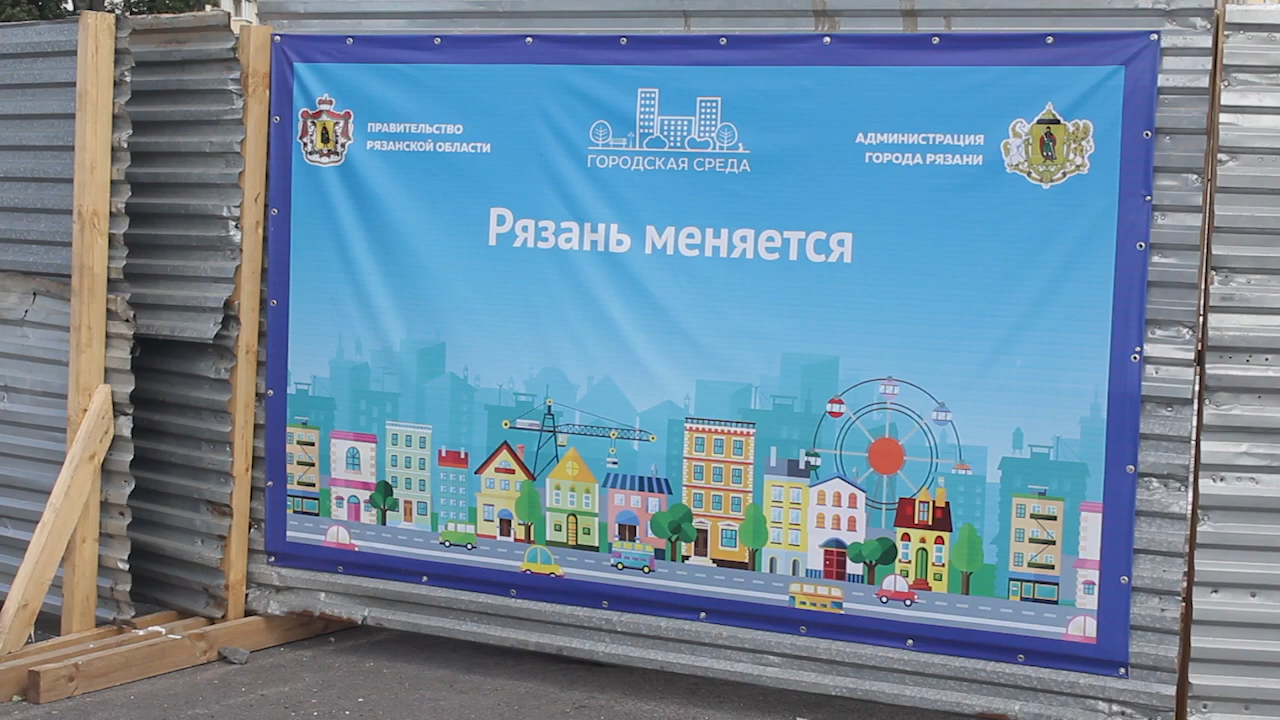 ПРАВИТЕЛЬСТВО
РЯЗАНСКОЙ ОБЛАСТИ
ГОРОДСКАЯ СРЕДА
АДМИНИСТРАЦИЯ
ГОРОДА РЯЗАНИ
Рязань меняется